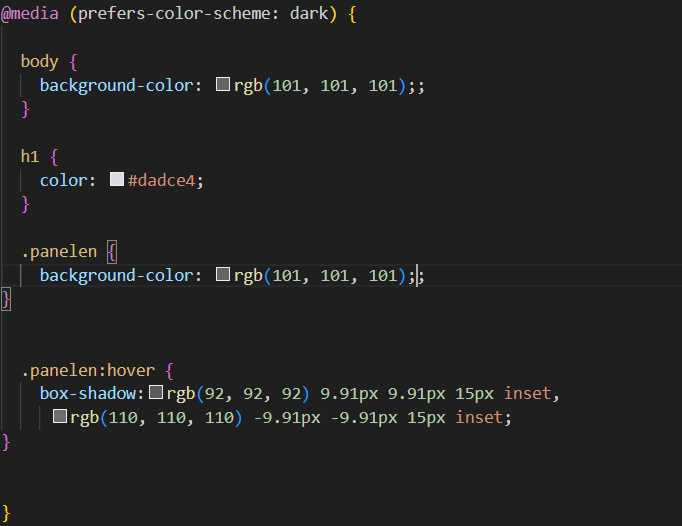 @media (prefers-color-scheme: dark) {
body {
background-color: rgb(101, 101, 101);;
}
h1 {
color: #dadce4;
}
.panelen {
background-color: rgb(101, 101, 101);;
}
.panelen:hover {
box-shadow: rgb(92, 92, 92) 9.91px 9.91px 15px inset,
rgb(110, 110, 110) -9.91px -9.91px 15px inset;
}
}